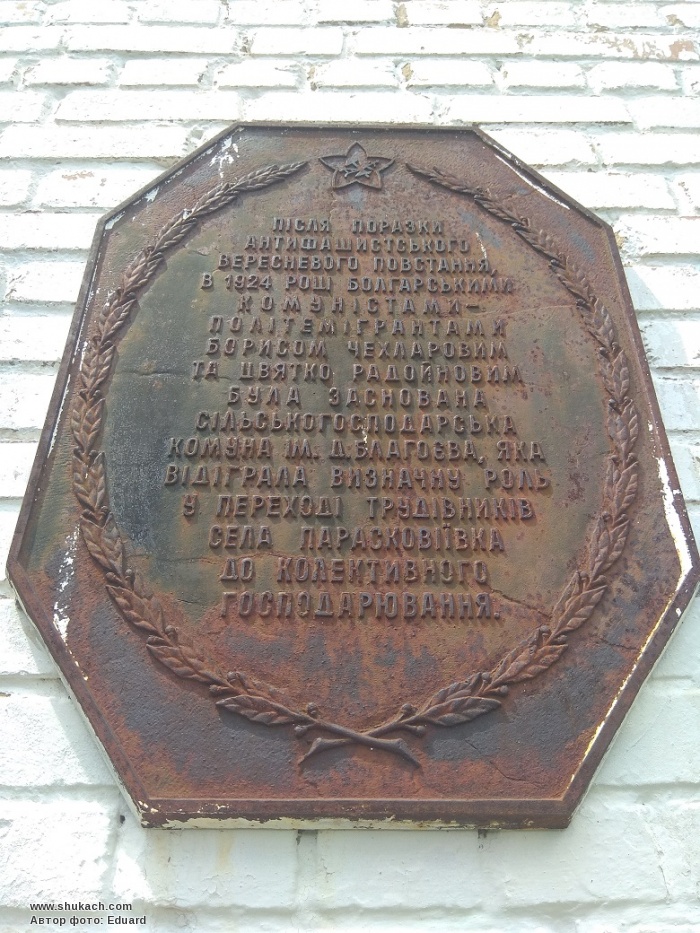 ПІСЛЯ ПОРАЗКИ
АНТИФАШИСТСЬКОГО
ВЕРЕСНЕВОГО ПОВСТАННЯ,
В 1924 РОЦІ БОЛГАРСЬКИМИ
КОМУНІСТАМИ-
ПОЛІТЕМІГРАНТАМИ
БОРИСОМ ЧЕХЛАРОВИМ
ТА ЦВЯТКО РАДОЙНОВИМ
БУЛА ЗАСНОВАНА
СІЛЬСЬКОГОСПОДАРСЬКА
КОМУНА ІМ. Д. БЛАГОЄВА, ЯКА
ВІДІГРАЛА ВИЗНАЧНУ РОЛЬ
У ПЕРЕХОДІ ТРУДІВНИКІВ
СЕЛА ПАРАСКОВІЇВКА
ДО КОЛЕКТИВНОГО
ГОСПОДАРЮВАННЯ.
www.shukach.com
Автор фото: Eduard